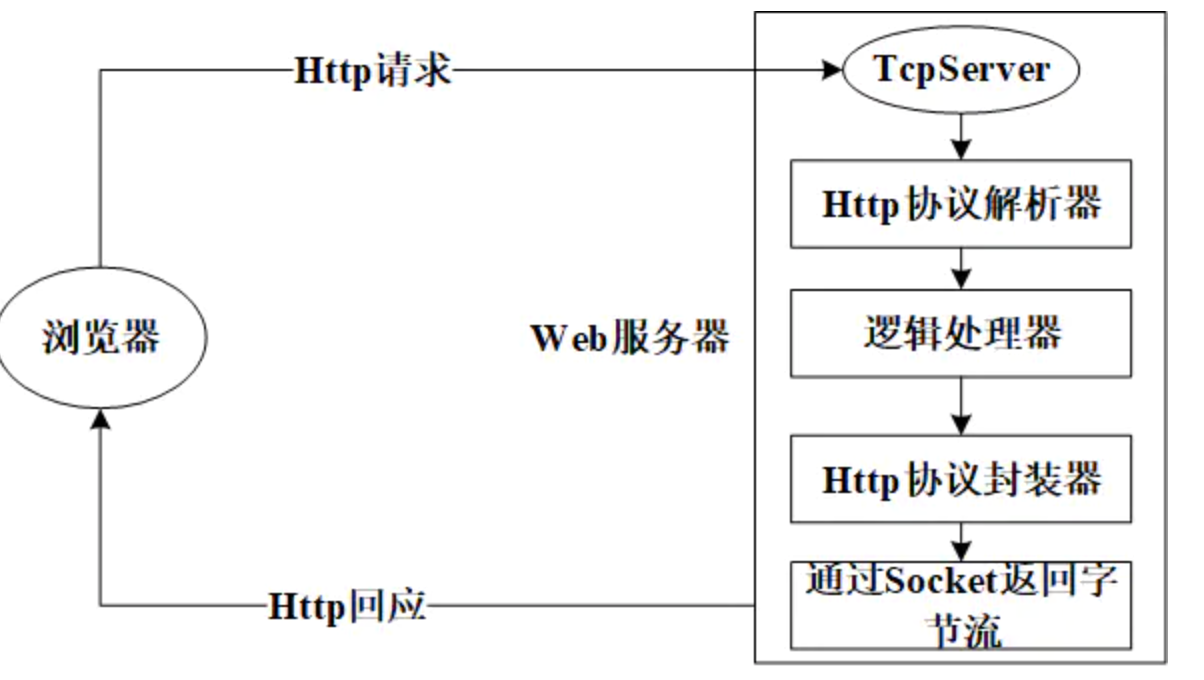 Http请求
TcpServer
Http协议解析器
浏览器
Web服务器
逻辑处理器
Http协议封装器
通过Socket返回字
节流
Http回应